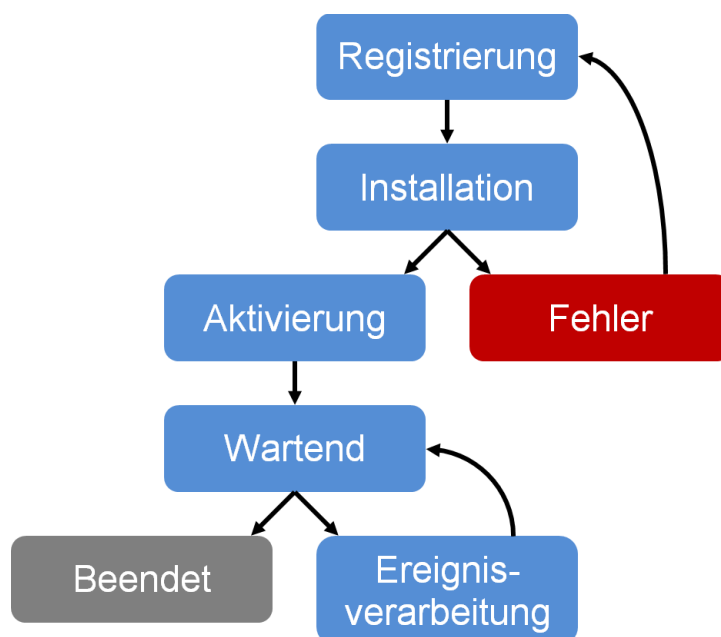 Registrierung
Installation
Aktivierung
Fehler
Wartend
Beendet
Ereignis-
verarbeitung